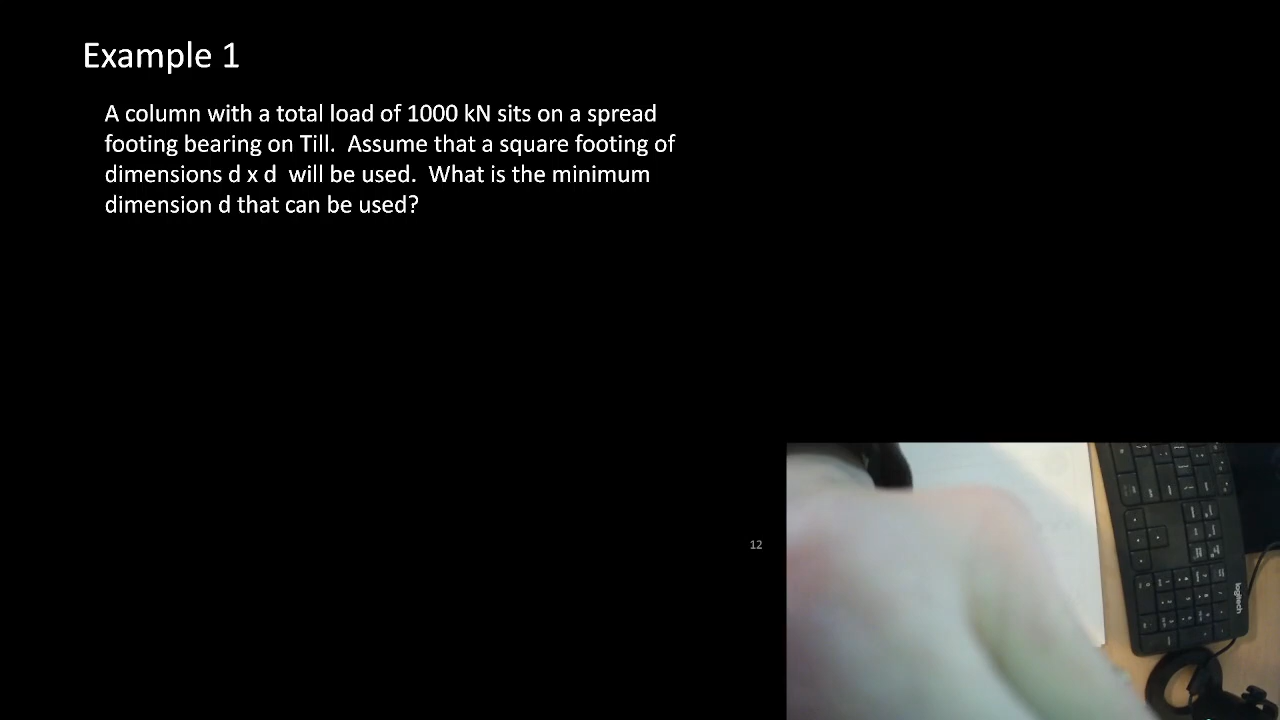 Example 1
A column with a total load of 1000 kN sits on a spread
footing bearing on Till.  Assume that a square footing of
dimensions d x d  will be used.  What is the minimum
dimension d that can be used?
12
logitech